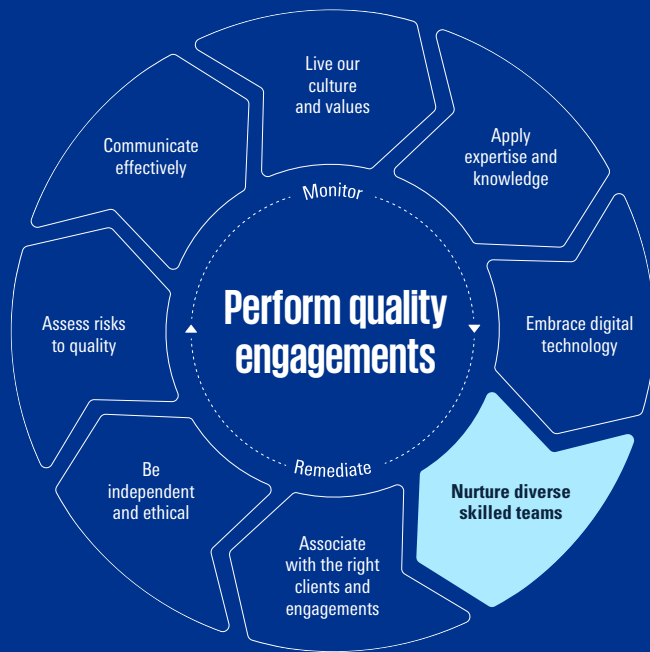 Live our
culture
and values
Apply
expertise and
knowledge
Embrace digital
technology
Nurture diverse
skilled teams
Associate
with the right
clients and
engagements
Be
independent
and ethical
Assess risks
to quality
Communicate
effectively
Monitor
Perform quality
engagements
Remediate